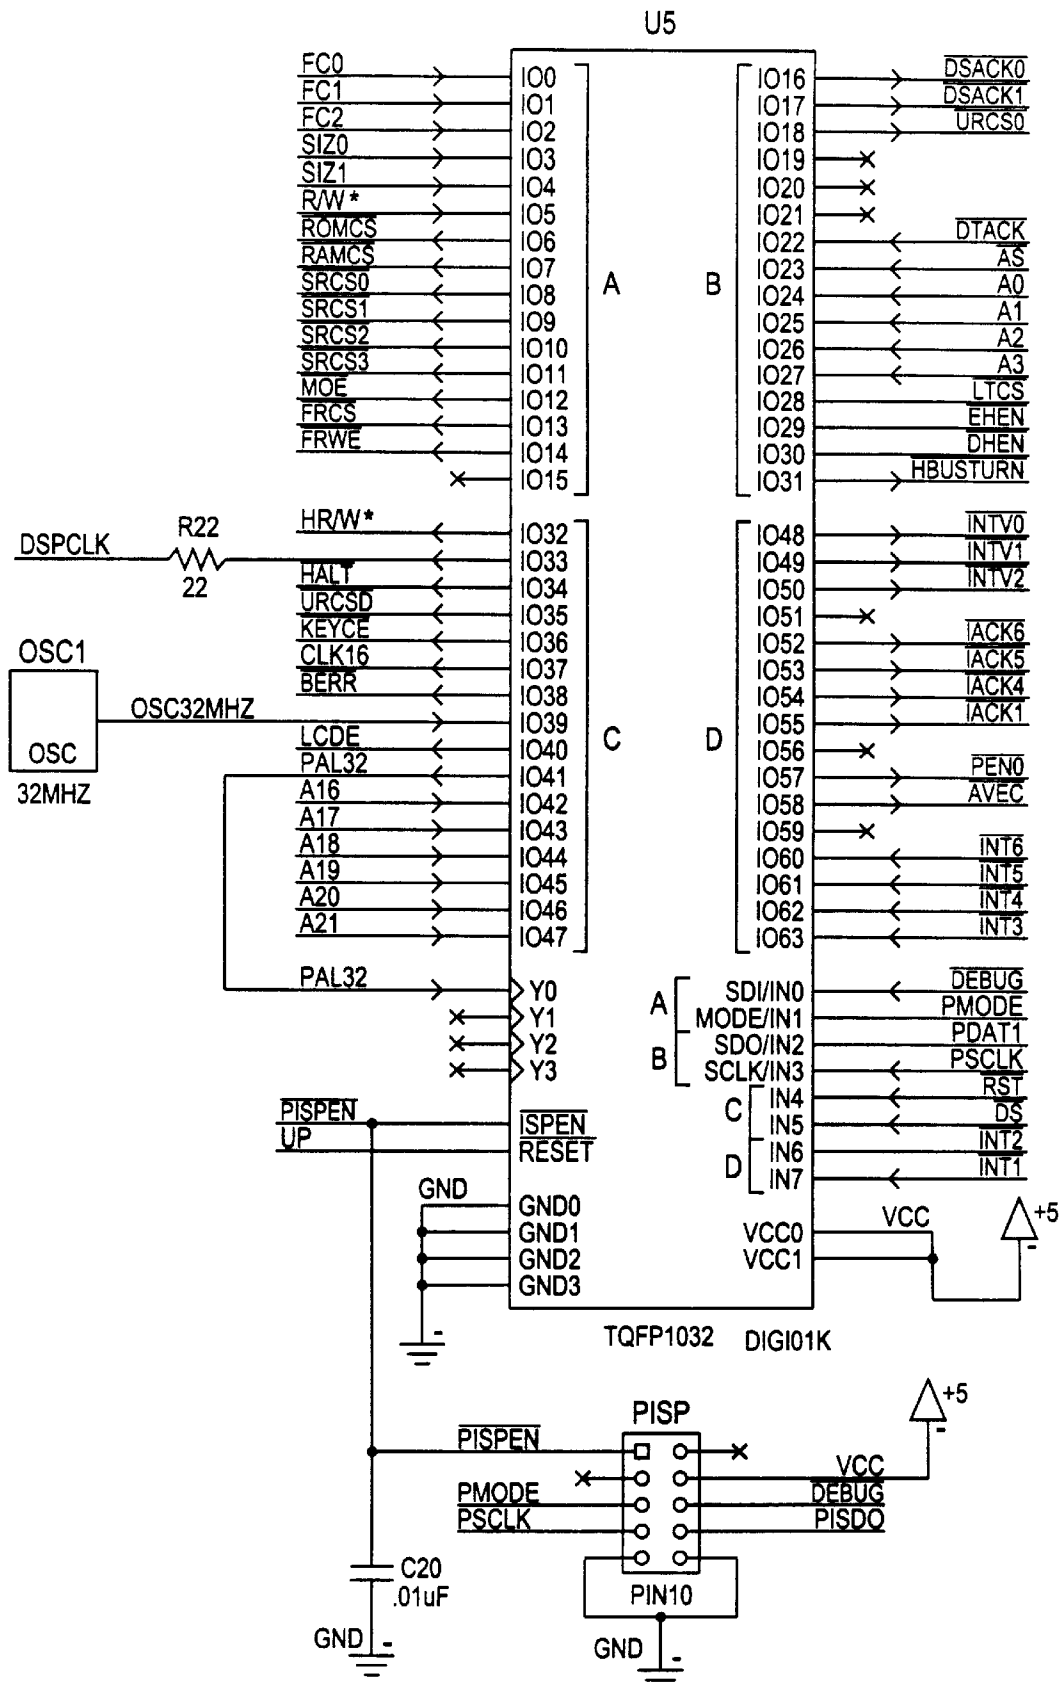 U5
FC0 IO0 IO16 DSACK0
FC1 IO1 IO17 DSACK1
FC2 IO2 IO18 URCS0
SIZ0 IO3 IO19
SIZ1 IO4 IO20
R/W* IO5 IO21
ROMCS IO6 IO22 DTACK
RAMCS IO7 IO23 AS
A B
SRCS0 IO8 IO24 A0
SRCS1 IO9 IO25 A1
SRCS2 IO10 IO26 A2
SRCS3 IO11 IO27 A3
MOE IO12 IO28 LTCS
FRCS IO13 IO29 EHEN
FRWE IO14 IO30 DHEN
IO15 IO31 HBUSTURN
HR/W* IO32 IO48 INTV0
DSPCLK R22 22 IO33 IO49 INTV1
HALT IO34 IO50 INTV2
URCSD IO35 IO51
KEYCE IO36 IO52 IACK6
CLK16 IO37 IO53 IACK5
BERR IO38 IO54 IACK4
OSC1
OSC
32MHZ
OSC32MHZ IO39 IO55 IACK1
C D
LCDE IO40 IO56
PAL32 IO41 IO57 PEN0
A16 IO42 IO58 AVEC
A17 IO43 IO59
A18 IO44 IO60 INT6
A19 IO45 IO61 INT5
A20 IO46 IO62 INT4
A21 IO47 IO63 INT3
PAL32 Y0 A SDI/IN0 DEBUG
Y1 MODE/IN1 PMODE
Y2 B SDO/IN2 PDAT1
Y3 SCLK/IN3 PSCLK
C IN4 RST
PISPEN ISPEN IN5 DS
UP RESET D IN6 INT2
IN7 INT1
GND GND0 VCC0 VCC +5
GND1 VCC1
GND2
GND3
TQFP1032 DIGI01K
PISP +5
PISPEN
VCC
PMODE DEBUG
PSCLK PISDO
C20
.01uF
PIN10
GND
GND